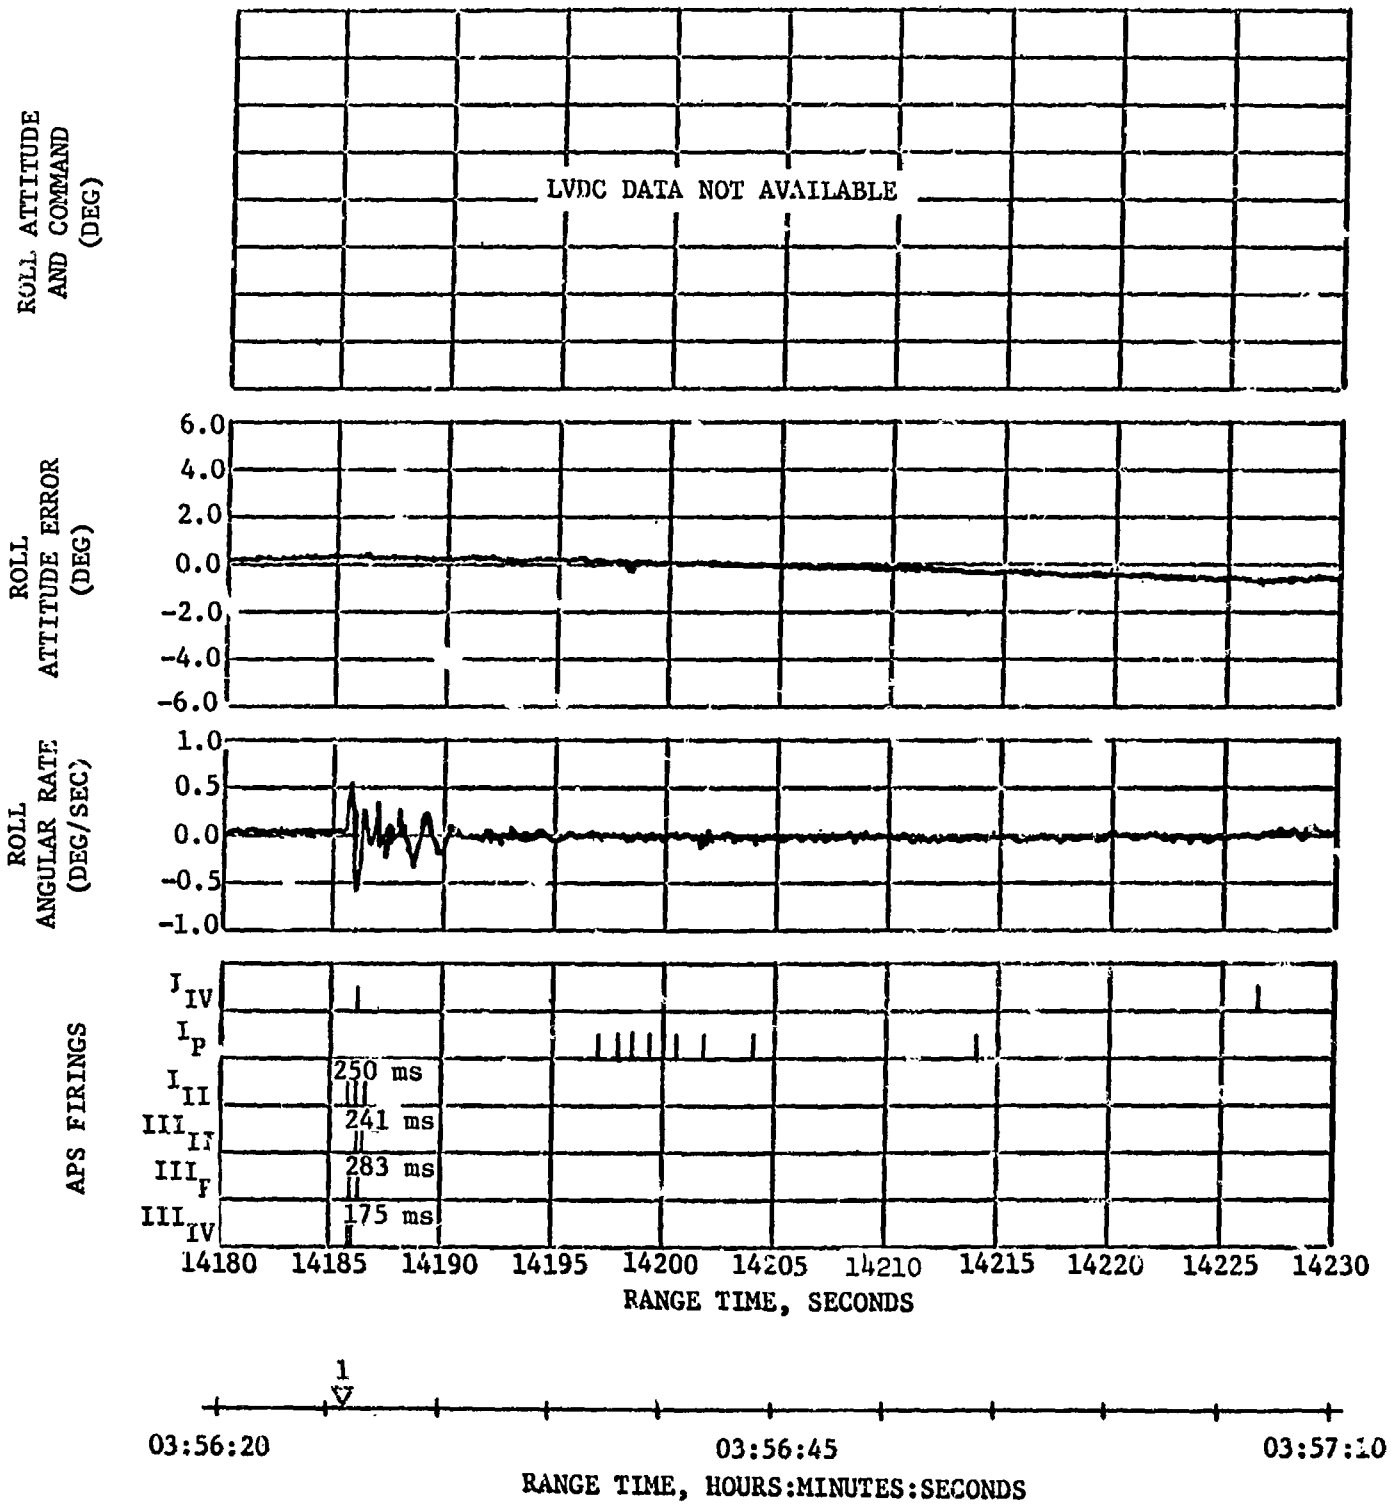 ROLL ATTITUDE
AND COMMAND
(DEG)
LVDC DATA NOT AVAILABLE
ROLL
ATTITUDE ERROR
(DEG)
6.0
4.0
2.0
0.0
-2.0
-4.0
-6.0
ROLL
ANGULAR RATE
(DEG/SEC)
1.0
0.5
0.0
-0.5
-1.0
APS FIRINGS
I IV
I P
I II
250 ms
III II
241 ms
III P
283 ms
III IV
175 ms
14180 14185 14190 14195 14200 14205 14210 14215 14220 14225 14230
RANGE TIME, SECONDS
1
03:56:20 03:56:45 03:57:10
RANGE TIME, HOURS:MINUTES:SECONDS